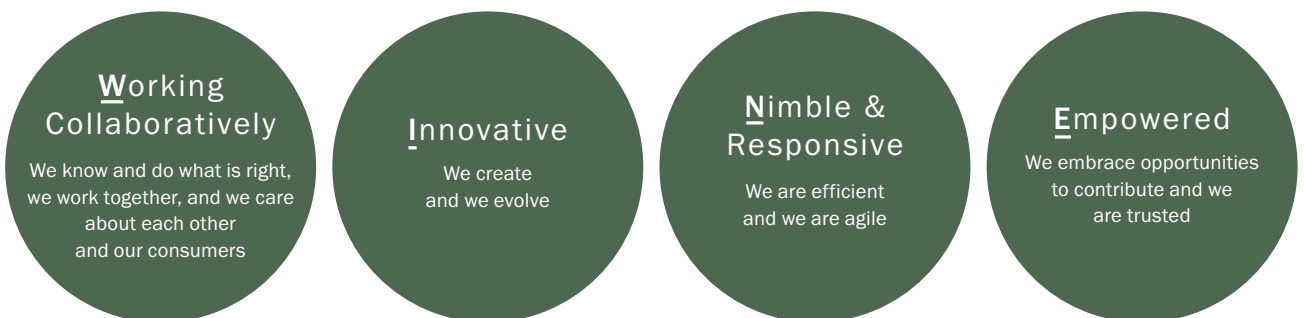 Working
Collaboratively
We know and do what is right,
we work together, and we care
about each other
and our consumers
Innovative
We create
and we evolve
Nimble &
Responsive
We are efficient
and we are agile
Empowered
We embrace opportunities
to contribute and we
are trusted